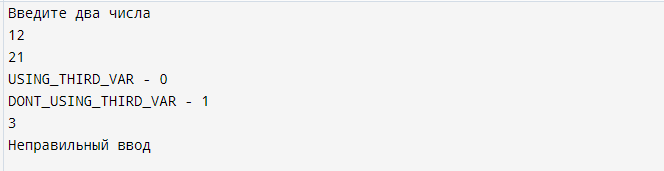 Введите два числа
12
21
USING_THIRD_VAR - 0
DONT_USING_THIRD_VAR - 1
3
Неправильный ввод